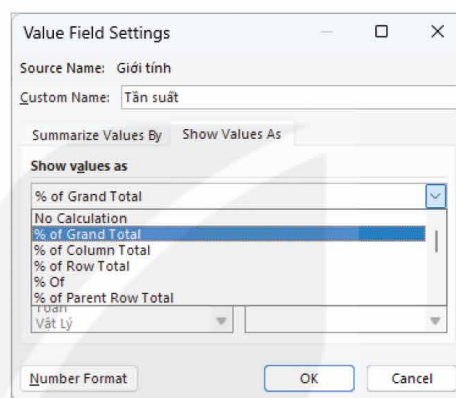 Value Field Settings
Source Name: Giới tính
Custom Name: Tần suất
Summarize Values By Show Values As
Show values as
% of Grand Total
No Calculation
% of Grand Total
% of Column Total
% of Row Total
% Of
% of Parent Row Total
Toán
Vật Lý
Number Format OK Cancel